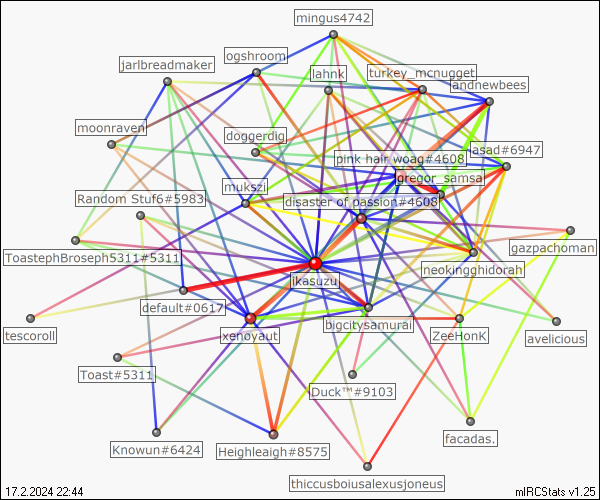 mingus4742
ogshroom
jarlbreadmaker
lahnk
turkey_mcnugget
andnewbees
moonraven
doggerdig
asad#6947
pink hair woag#4608
gregor_samsa
mukszi
Random Stuf6#5983
disaster of passion#4608
gazpachoman
ToastephBroseph5311#5311
neokingghidorah
ikasuzu
default#0617
bigcitysamurai
tescoroll
xenoyaut
ZeeHonK
avelicious
Toast#5311
Duck™#9103
facadas.
Knowun#6424
Heighleaigh#8575
thiccusboiusalexusjoneus
17.2.2024 22:44
mIRCStats v1.25